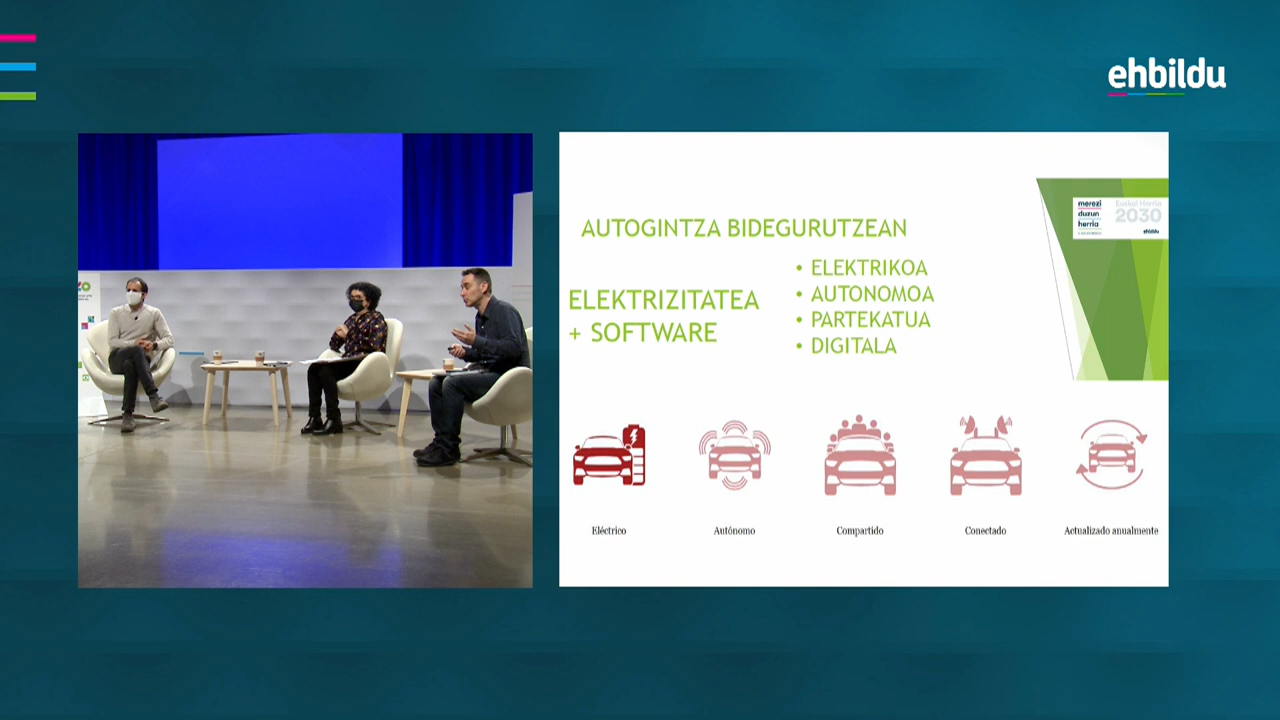 ehbildu
AUTOGINTZA BIDEGURUTZEAN
merezi
duzun
herria
Euskal Herria
2030
ehbildu
ELEKTRIZITATEA
+ SOFTWARE
• ELEKTRIKOA
• AUTONOMOA
• PARTEKATUA
• DIGITALA
Eléctrico
Autónomo
Compartido
Conectado
Actualizado anualmente